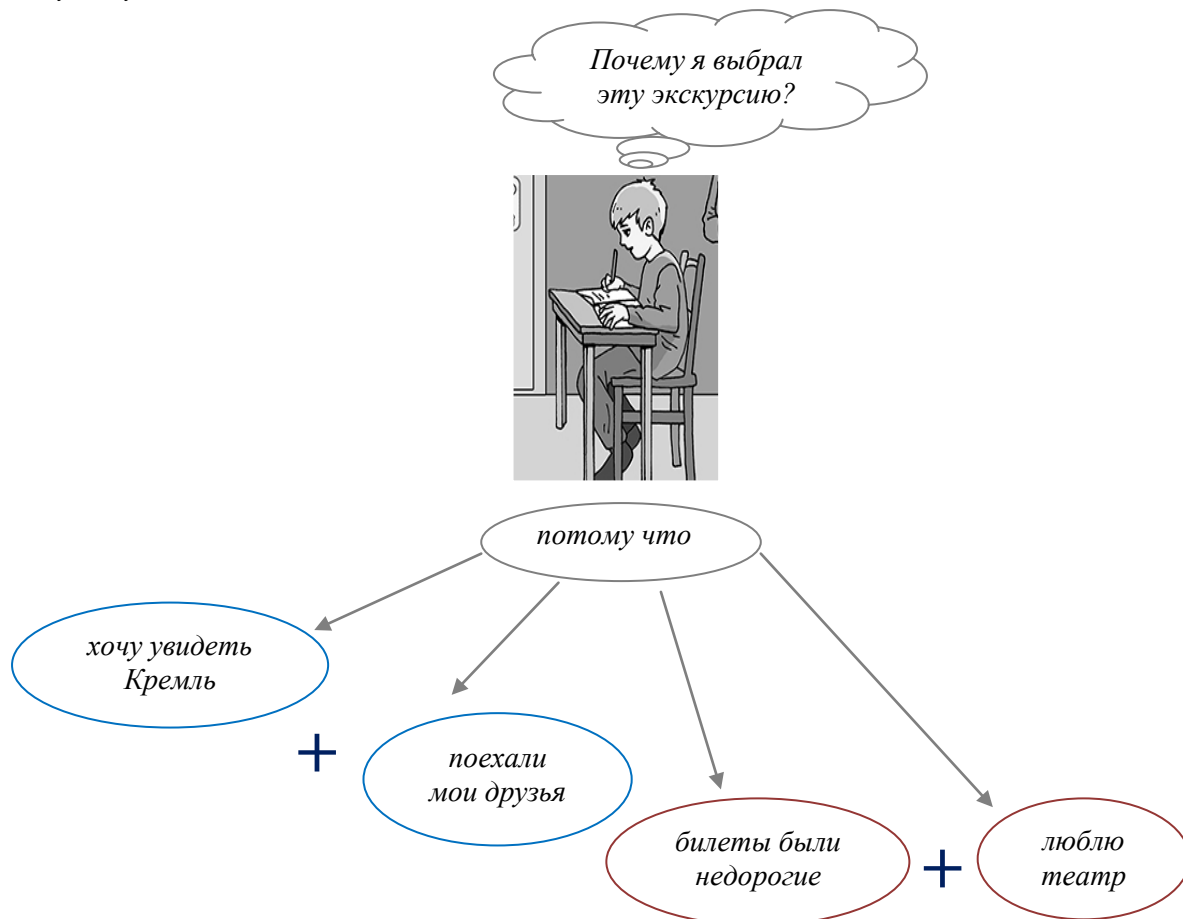 Почему я выбрал
эту экскурсию?
потому что
хочу увидеть
Кремль
+
поехали
мои друзья
билеты были
недорогие
+
люблю
театр